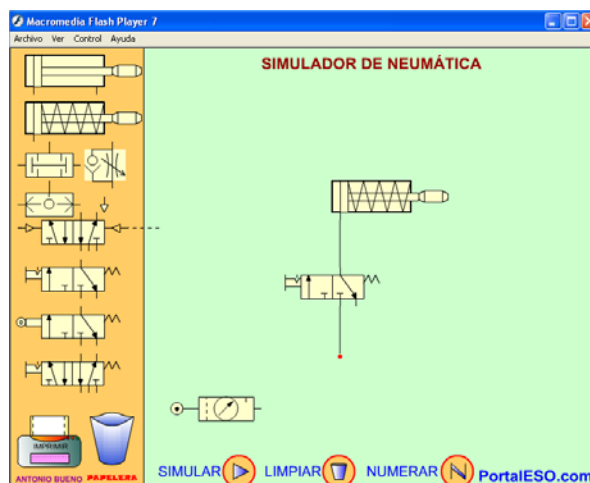 Macromedia Flash Player 7
Archivo Ver Control Ayuda
SIMULADOR DE NEUMÁTICA
IMPRIMIR
ANTONIO BUENO
PAPELERA
SIMULAR
LIMPIAR
NUMERAR
N
PortalESO.com